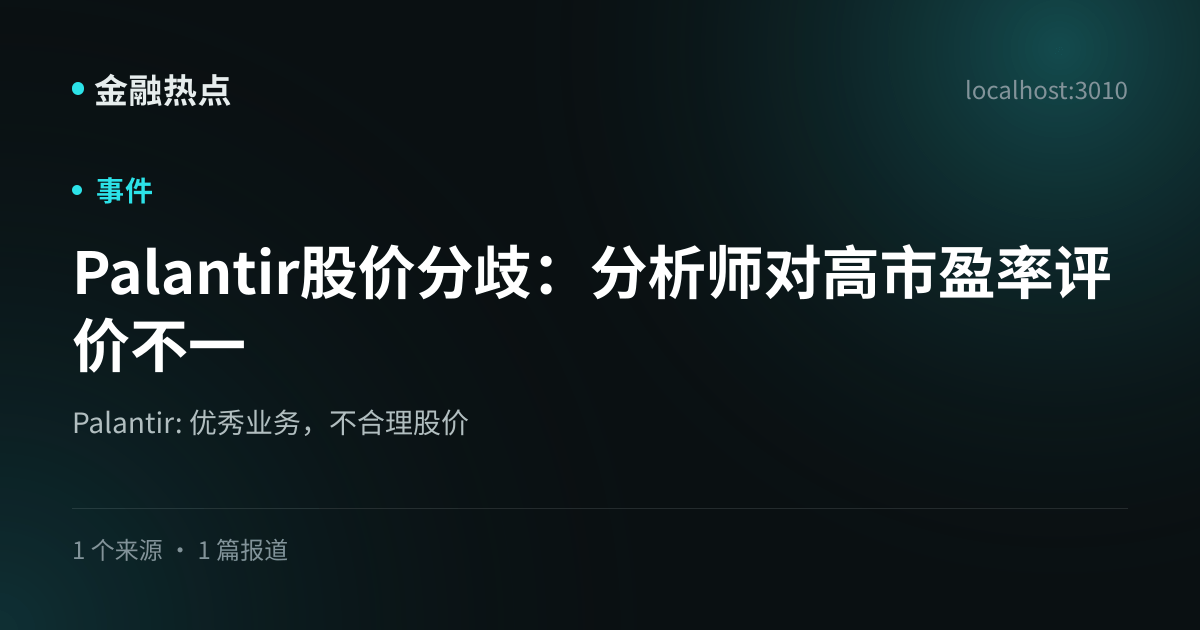 金融热点
localhost:3010
事件
Palantir股价分歧：分析师对高市盈率评
价不一
Palantir: 优秀业务，不合理股价
1 个来源 • 1 篇报道